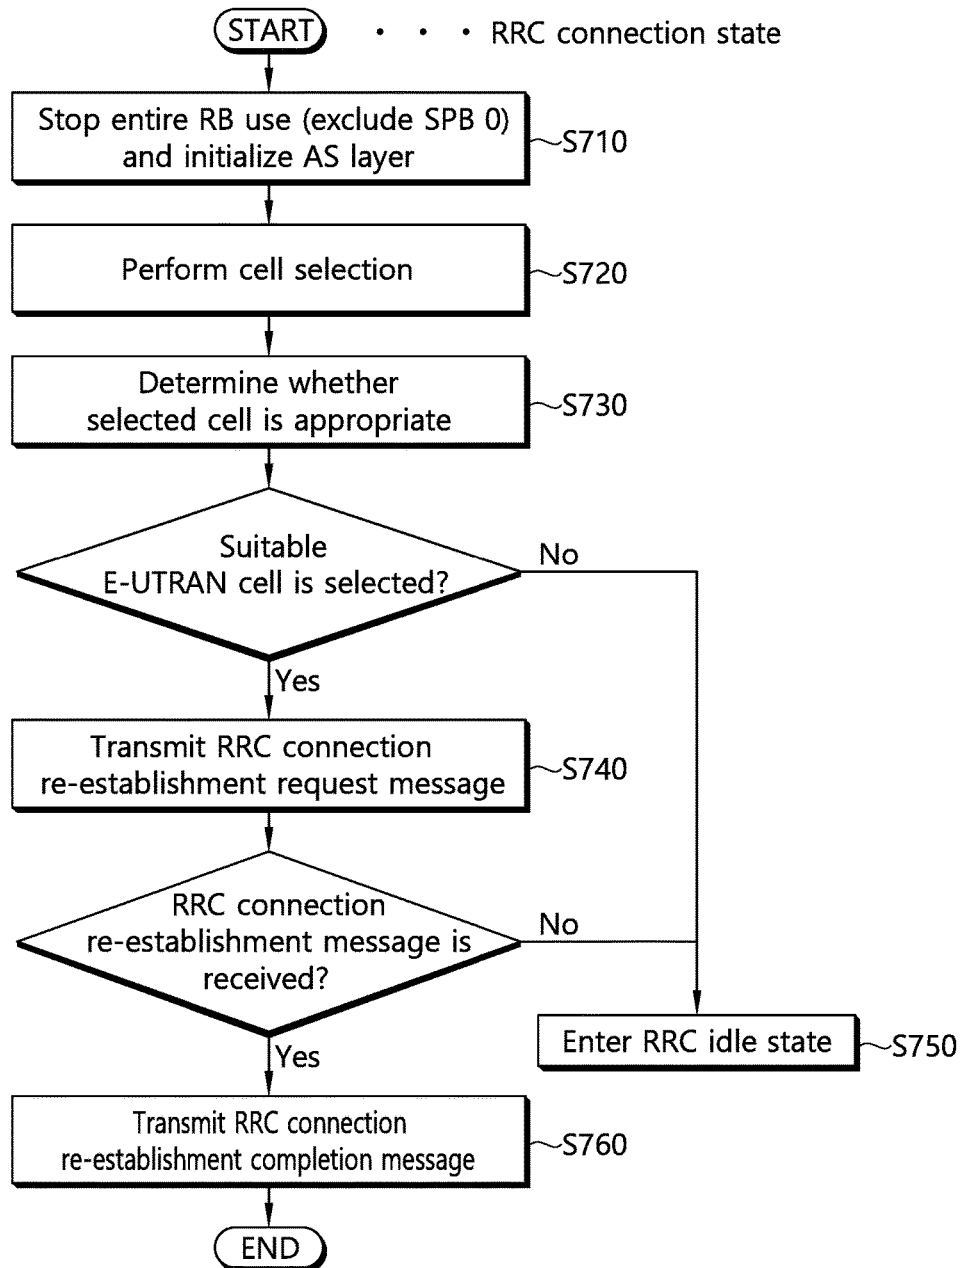 START · · · RRC connection state
Stop entire RB use (exclude SPB 0)
and initialize AS layer
S710
Perform cell selection
S720
Determine whether
selected cell is appropriate
S730
Suitable
E-UTRAN cell is selected?
No
Yes
Transmit RRC connection
re-establishment request message
S740
RRC connection
re-establishment message is
received?
No
Yes
Enter RRC idle state
S750
Transmit RRC connection
re-establishment completion message
S760
END